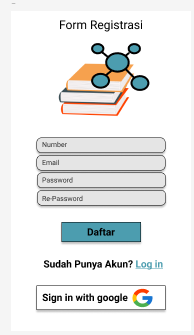 Form Registrasi
Number
Email
Password
Re-Password
Daftar
Sudah Punya Akun? Log in
Sign in with google